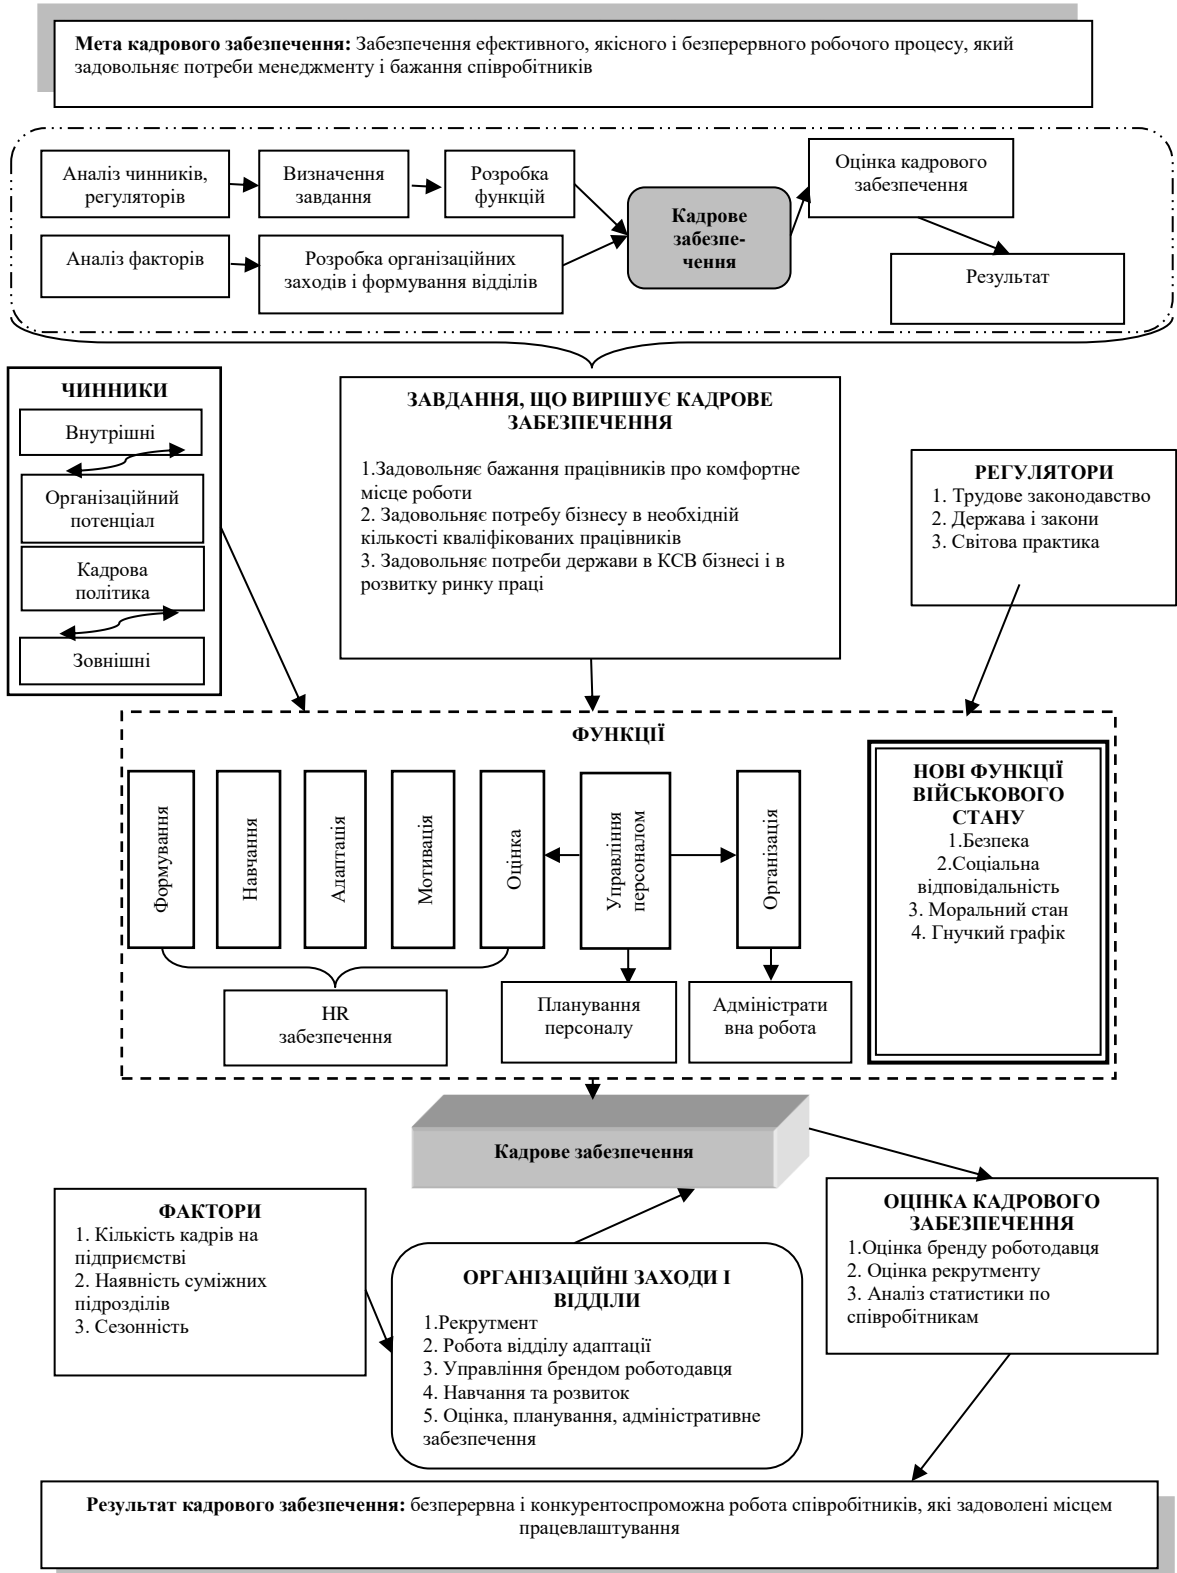 Мета кадрового забезпечення: Забезпечення ефективного, якісного і безперервного робочого процесу, який
задовольняє потреби менеджменту і бажання співробітників
Аналіз чинників,
регуляторів
Визначення
завдання
Розробка
функцій
Оцінка кадрового
забезпечення
Кадрове
забезпе-
чення
Аналіз факторів
Розробка організаційних
заходів і формування відділів
Результат
ЧИННИКИ
Внутрішні
Організаційний
потенціал
Кадрова
політика
Зовнішні
ЗАВДАННЯ, ЩО ВИРІШУЄ КАДРОВЕ
ЗАБЕЗПЕЧЕННЯ
1.Задовольняє бажання працівників про комфортне
місце роботи
2. Задовольняє потребу бізнесу в необхідній
кількості кваліфікованих працівників
3. Задовольняє потреби держави в КСВ бізнесі і в
розвитку ринку праці
РЕГУЛЯТОРИ
1. Трудове законодавство
2. Держава і закони
3. Світова практика
ФУНКЦІЇ
Формування
Навчання
Адаптація
Мотивація
Оцінка
Управління
персоналом
Організація
HR
забезпечення
Планування
персоналу
Адміністрати
вна робота
НОВІ ФУНКЦІЇ
ВІЙСЬКОВОГО
СТАНУ
1.Безпека
2.Соціальна
відповідальність
3. Моральний стан
4. Гнучкий графік
Кадрове забезпечення
ФАКТОРИ
1. Кількість кадрів на
підприємстві
2. Наявність суміжних
підрозділів
3. Сезонність
ОРГАНІЗАЦІЙНІ ЗАХОДИ І
ВІДДІЛИ
1.Рекрутмент
2. Робота відділу адаптації
3. Управління брендом роботодавця
4. Навчання та розвиток
5. Оцінка, планування, адміністративне
забезпечення
ОЦІНКА КАДРОВОГО
ЗАБЕЗПЕЧЕННЯ
1.Оцінка бренду роботодавця
2. Оцінка рекрутменту
3. Аналіз статистики по
співробітникам
Результат кадрового забезпечення: безперервна і конкурентоспроможна робота співробітників, які задоволені місцем
працевлаштування